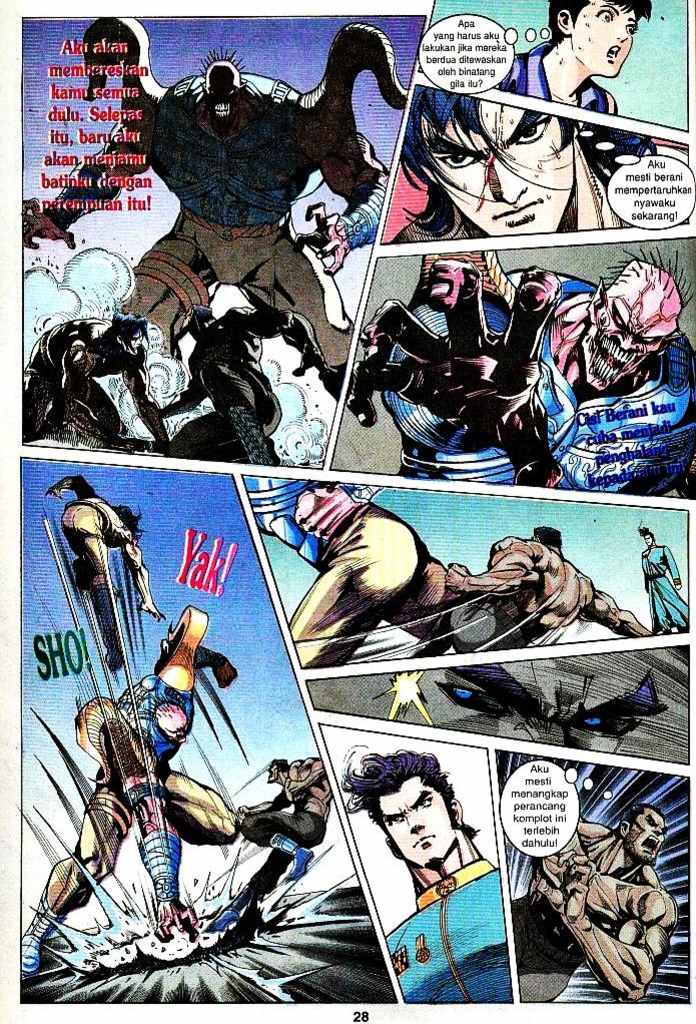 Aku akan
membereskan
kamu semua
dulu. Selepas
itu, baru aku
akan menjamu
batinku dengan
perempuan itu!
Apa
yang harus aku
lakukan jika mereka
berdua ditewaskan
oleh binatang
gila itu?
Aku
mesti berani
mempertaruhkan
nyawaku
sekarang!
Cis! Berani kau
cuba menjadi
penghalang
kepadaku ini
Yak!
SHO!
Aku
mesti
menangkap
perancang
komplot ini
terlebih
dahulu!
28